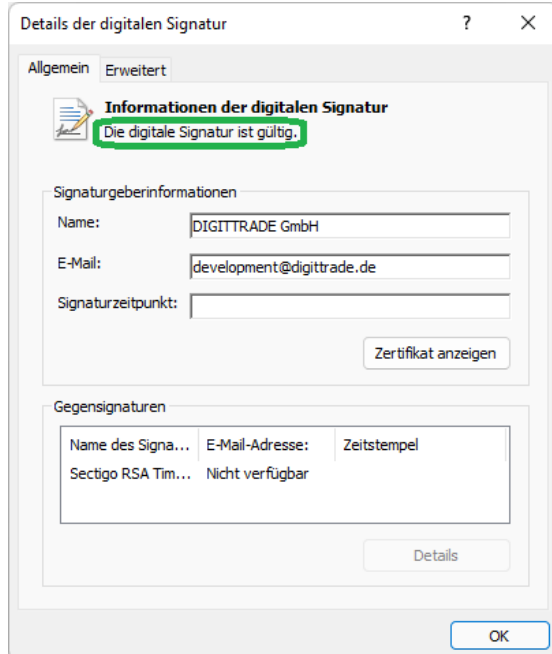 Details der digitalen Signatur
Allgemein Erweitert
Informationen der digitalen Signatur
Die digitale Signatur ist gültig.
Signaturgeberinformationen
Name: DIGITTRADE GmbH
E-Mail: development@digittrade.de
Signaturzeitpunkt:
Zertifikat anzeigen
Gegensignaturen
Name des Signa... E-Mail-Adresse: Zeitstempel
Sectigo RSA Tim... Nicht verfügbar
Details
OK